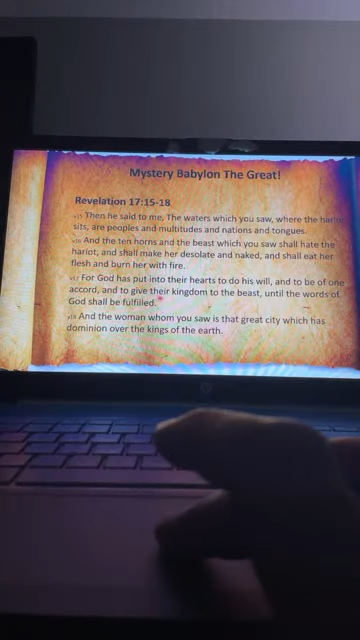 Mystery Babylon The Great!
Revelation 17:15-18
v15 Then he said to me, The waters which you saw, where the harlot
sits, are peoples and multitudes and nations and tongues.
v16 And the ten horns and the beast which you saw shall hate the
harlot, and shall make her desolate and naked, and shall eat her
flesh and burn her with fire.
v17 For God has put into their hearts to do his will, and to be of one
accord, and to give their kingdom to the beast, until the words of
God shall be fulfilled.
v18 And the woman whom you saw is that great city which has
dominion over the kings of the earth.